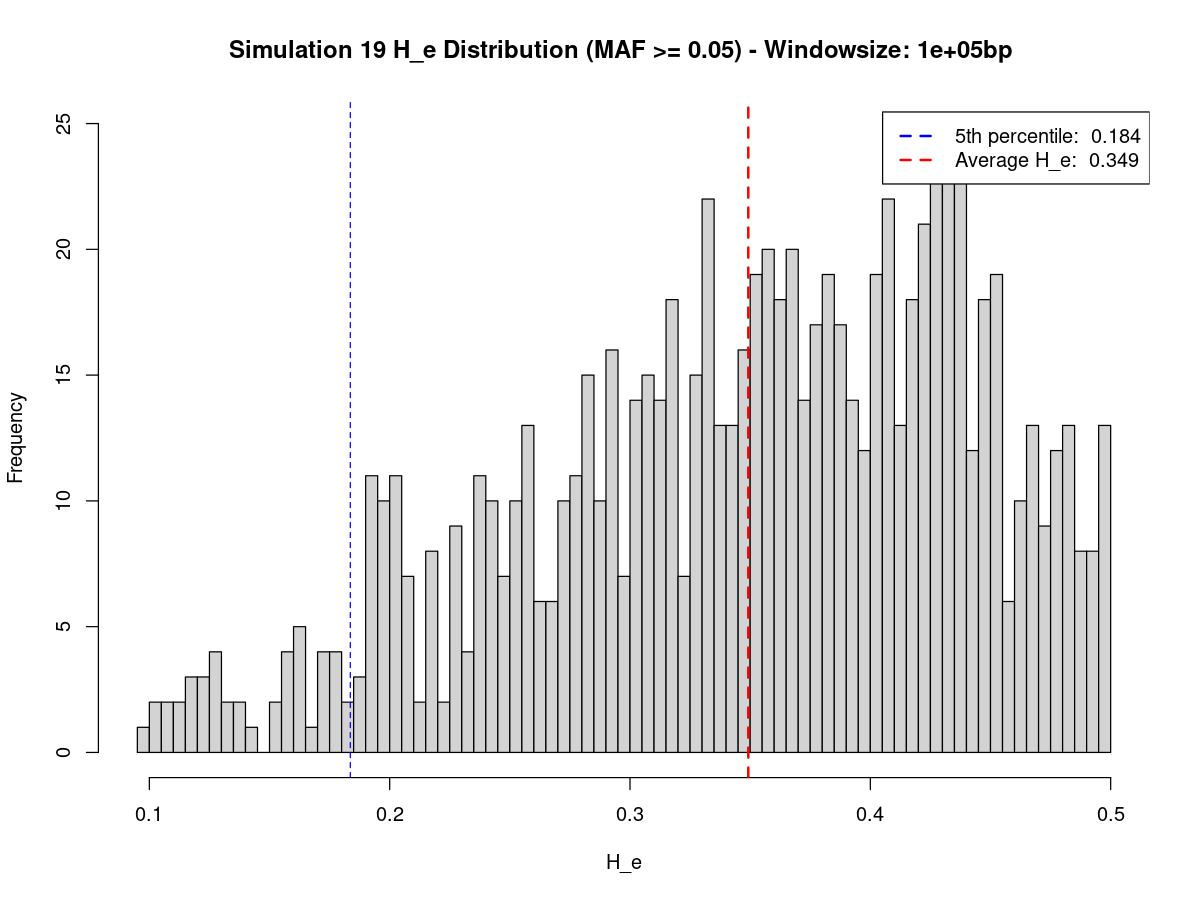 Simulation 19 H_e Distribution (MAF >= 0.05) - Windowsize: 1e+05bp
5th percentile: 0.184
Average H_e: 0.349
Frequency
25
20
15
10
5
0
0.1 0.2 0.3 0.4 0.5
H_e